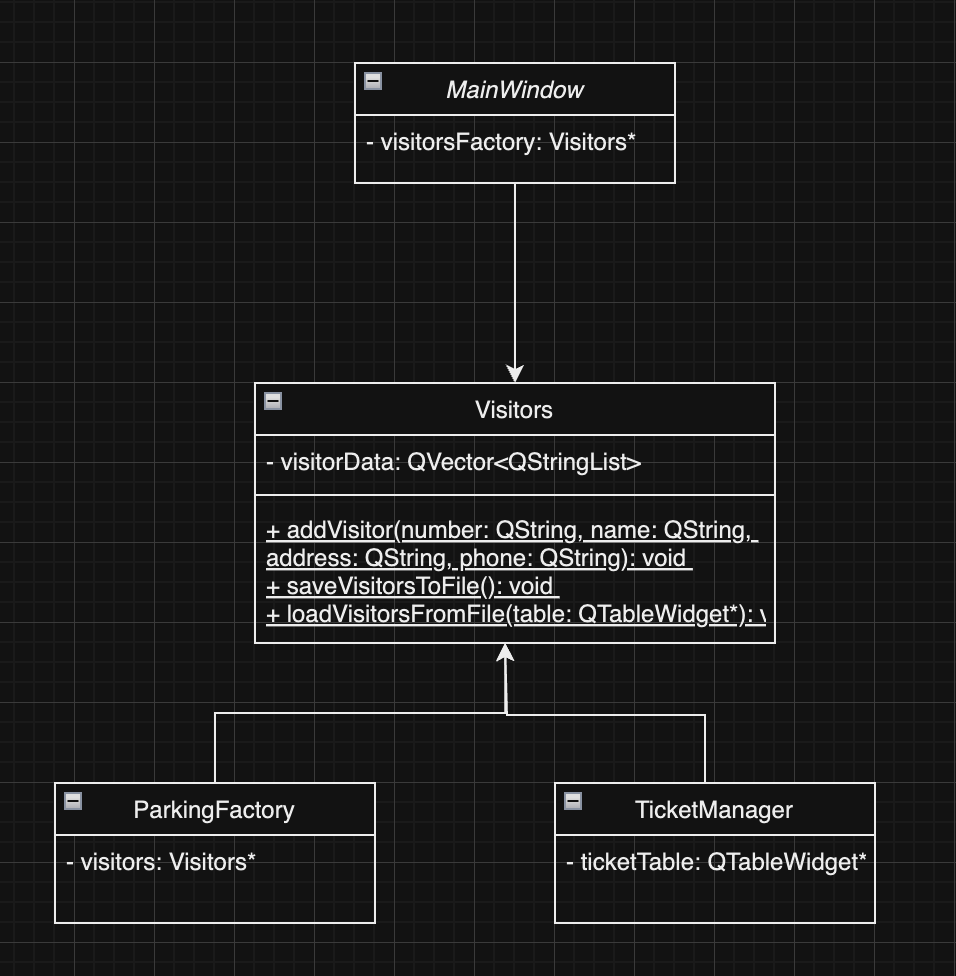 MainWindow
- visitorsFactory: Visitors*
Visitors
- visitorData: QVector<QStringList>
+ addVisitor(number: QString, name: QString,
address: QString, phone: QString): void
+ saveVisitorsToFile(): void
+ loadVisitorsFromFile(table: QTableWidget*):
ParkingFactory
TicketManager
- visitors: Visitors*
- ticketTable: QTableWidget*